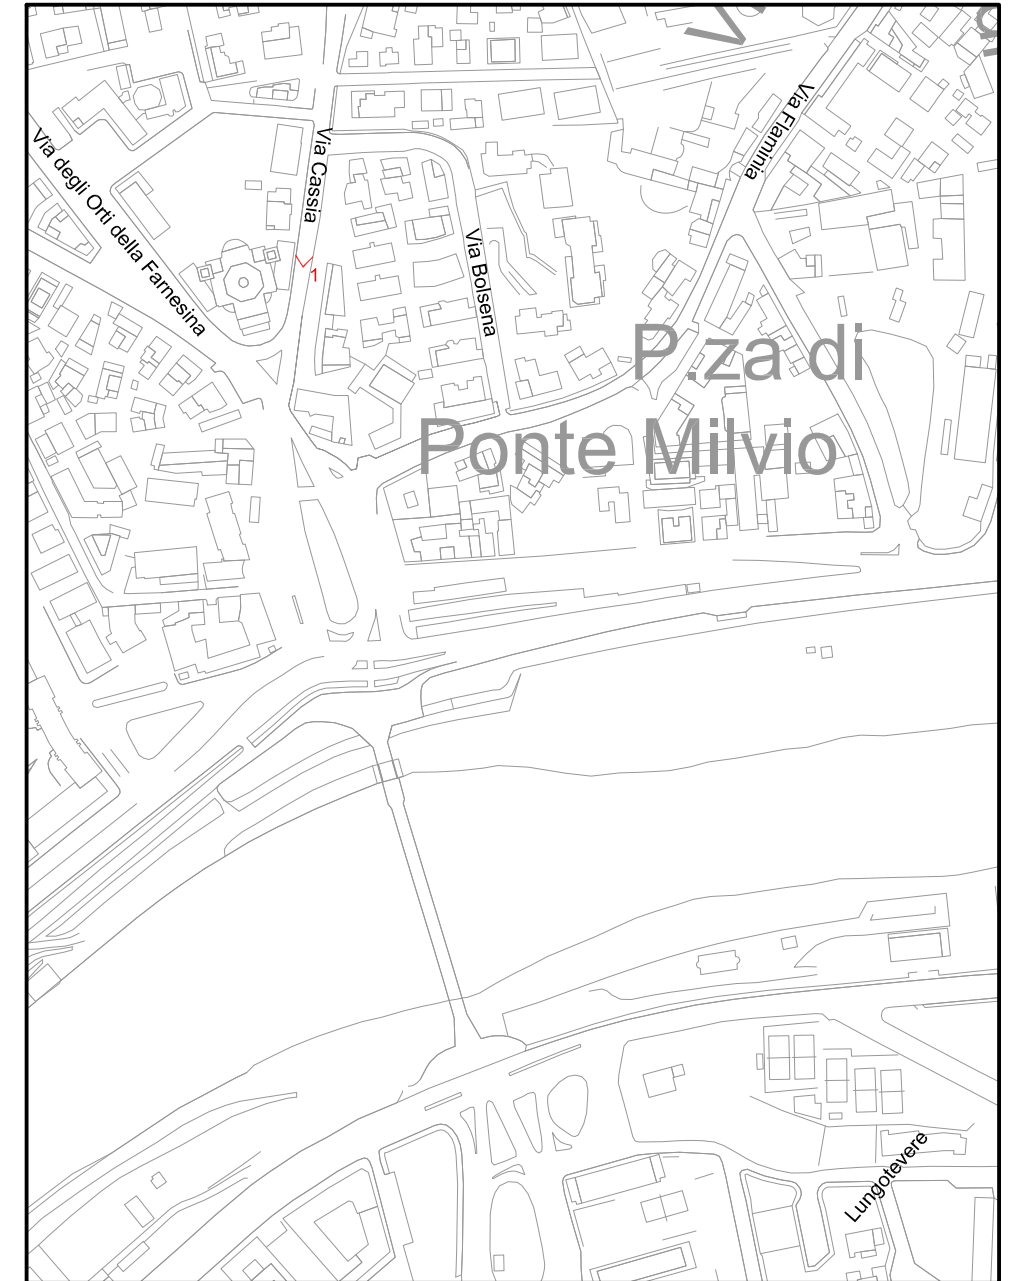 Via Flaminia
Via degli Orti della Farnesina
Via Cassia
Via Bolsena
1
P.za di
Ponte Milvio
Lungotevere